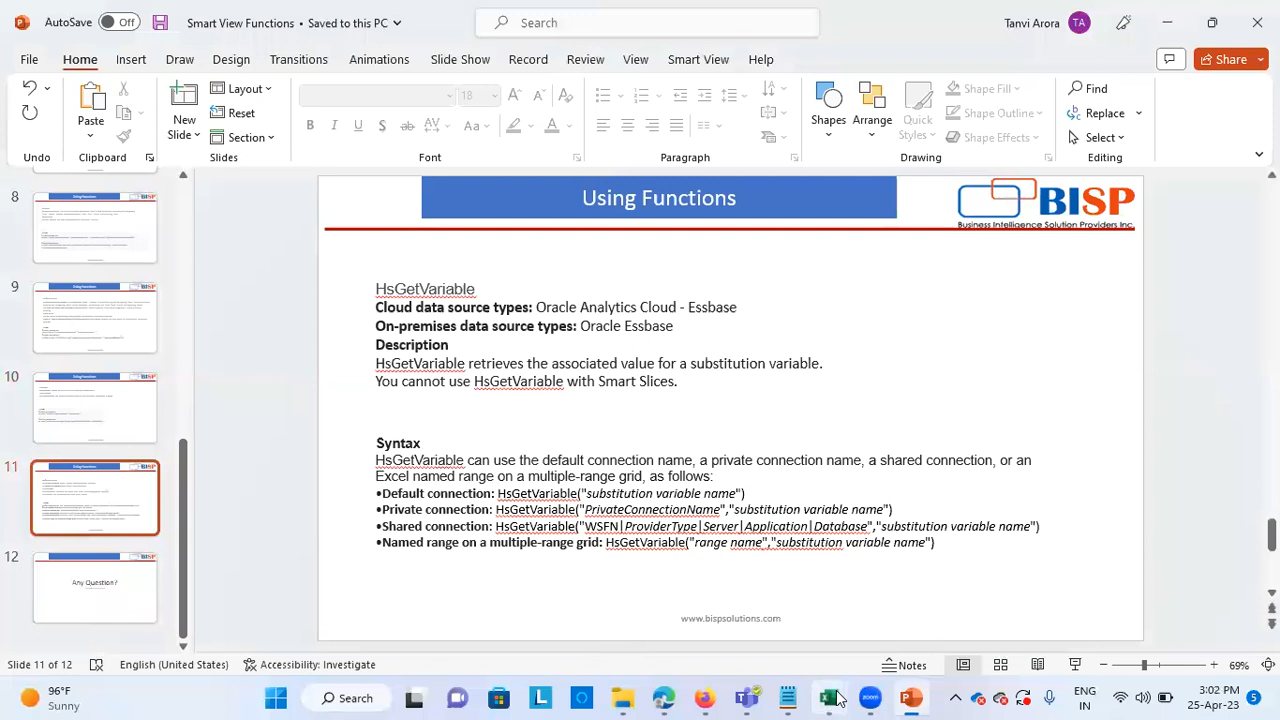 AutoSave Off Smart View Functions • Saved to this PC Search Tanvi Arora TA
File Home Insert Draw Design Transitions Animations Slide Show Record Review View Smart View Help Share
Layout 18 Shape Fill Find
Reset Shape Outline Replace
Paste New Slide Section Shapes Arrange Quick Styles Shape Effects Select
Undo Clipboard Slides Font Paragraph Drawing Editing
Using Functions
BISP
Business Intelligence Solution Providers Inc.
HsGetVariable
Cloud data source types: Oracle Analytics Cloud - Essbase
On-premises data source types: Oracle Essbase
Description
HsGetVariable retrieves the associated value for a substitution variable.
You cannot use HsGetVariable with Smart Slices.
Syntax
HsGetVariable can use the default connection name, a private connection name, a shared connection, or an
Excel named range on a multiple-range grid, as follows:
•Default connection: HsGetVariable("substitution variable name")
•Private connection: HsGetVariable("PrivateConnectionName","substitution variable name")
•Shared connection: HsGetVariable("WSFN|ProviderType|Server|Application|Database","substitution variable name")
•Named range on a multiple-range grid: HsGetVariable("range name","substitution variable name")
www.bispsolutions.com
8
9
10
11
12
Any Question?
Slide 11 of 12 English (United States) Accessibility: Investigate Notes 69%
96°F
Sunny
Search
ENG
IN
3:02 PM
25-Apr-23
5